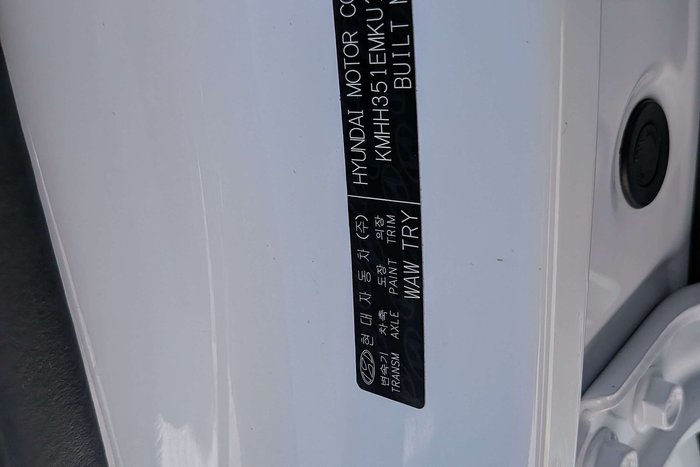 현대자동차(주) HYUNDAI MOTOR CO
변속기 차축 도장 의장 KMHH351EMKU
TRANSM AXLE PAINT TRIM BUILT
WAW TRY